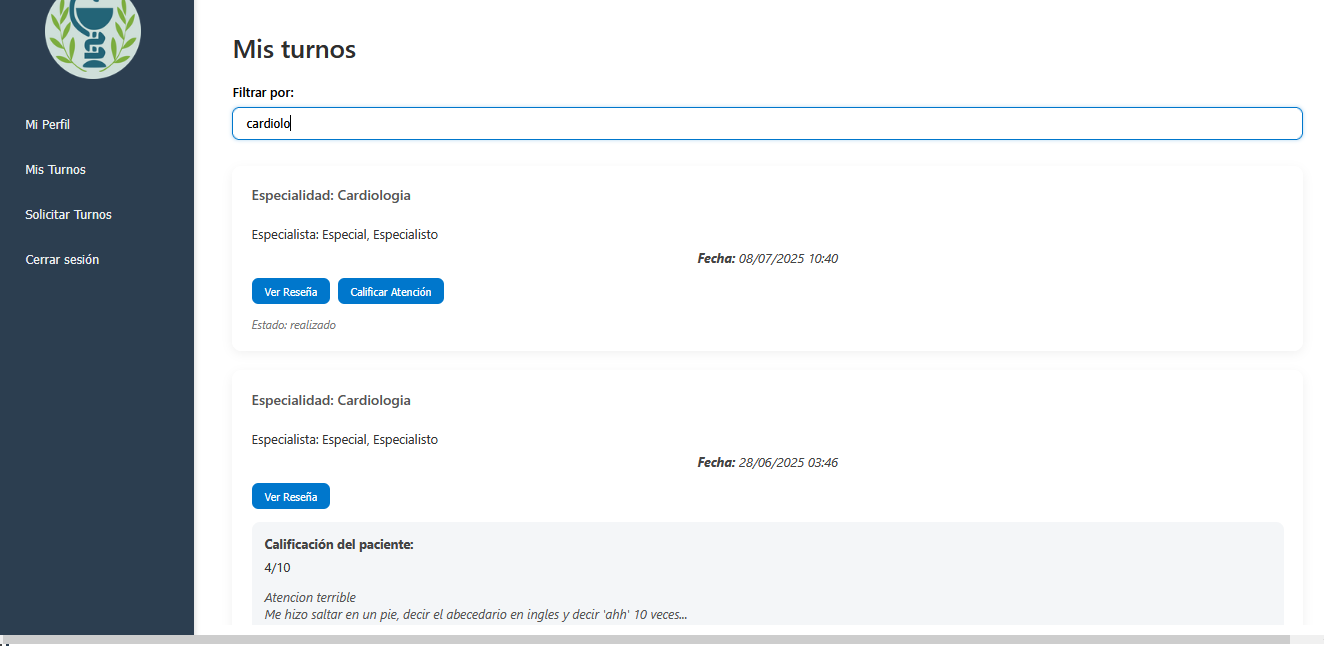 Mi Perfil
Mis Turnos
Solicitar Turnos
Cerrar sesión
Mis turnos
Filtrar por:
cardiolo
Especialidad: Cardiologia
Especialista: Especial, Especialisto
Fecha: 08/07/2025 10:40
Ver Reseña Calificar Atención
Estado: realizado
Especialidad: Cardiologia
Especialista: Especial, Especialisto
Fecha: 28/06/2025 03:46
Ver Reseña
Calificación del paciente:
4/10
Atencion terrible
Me hizo saltar en un pie, decir el abecedario en ingles y decir 'ahh' 10 veces...